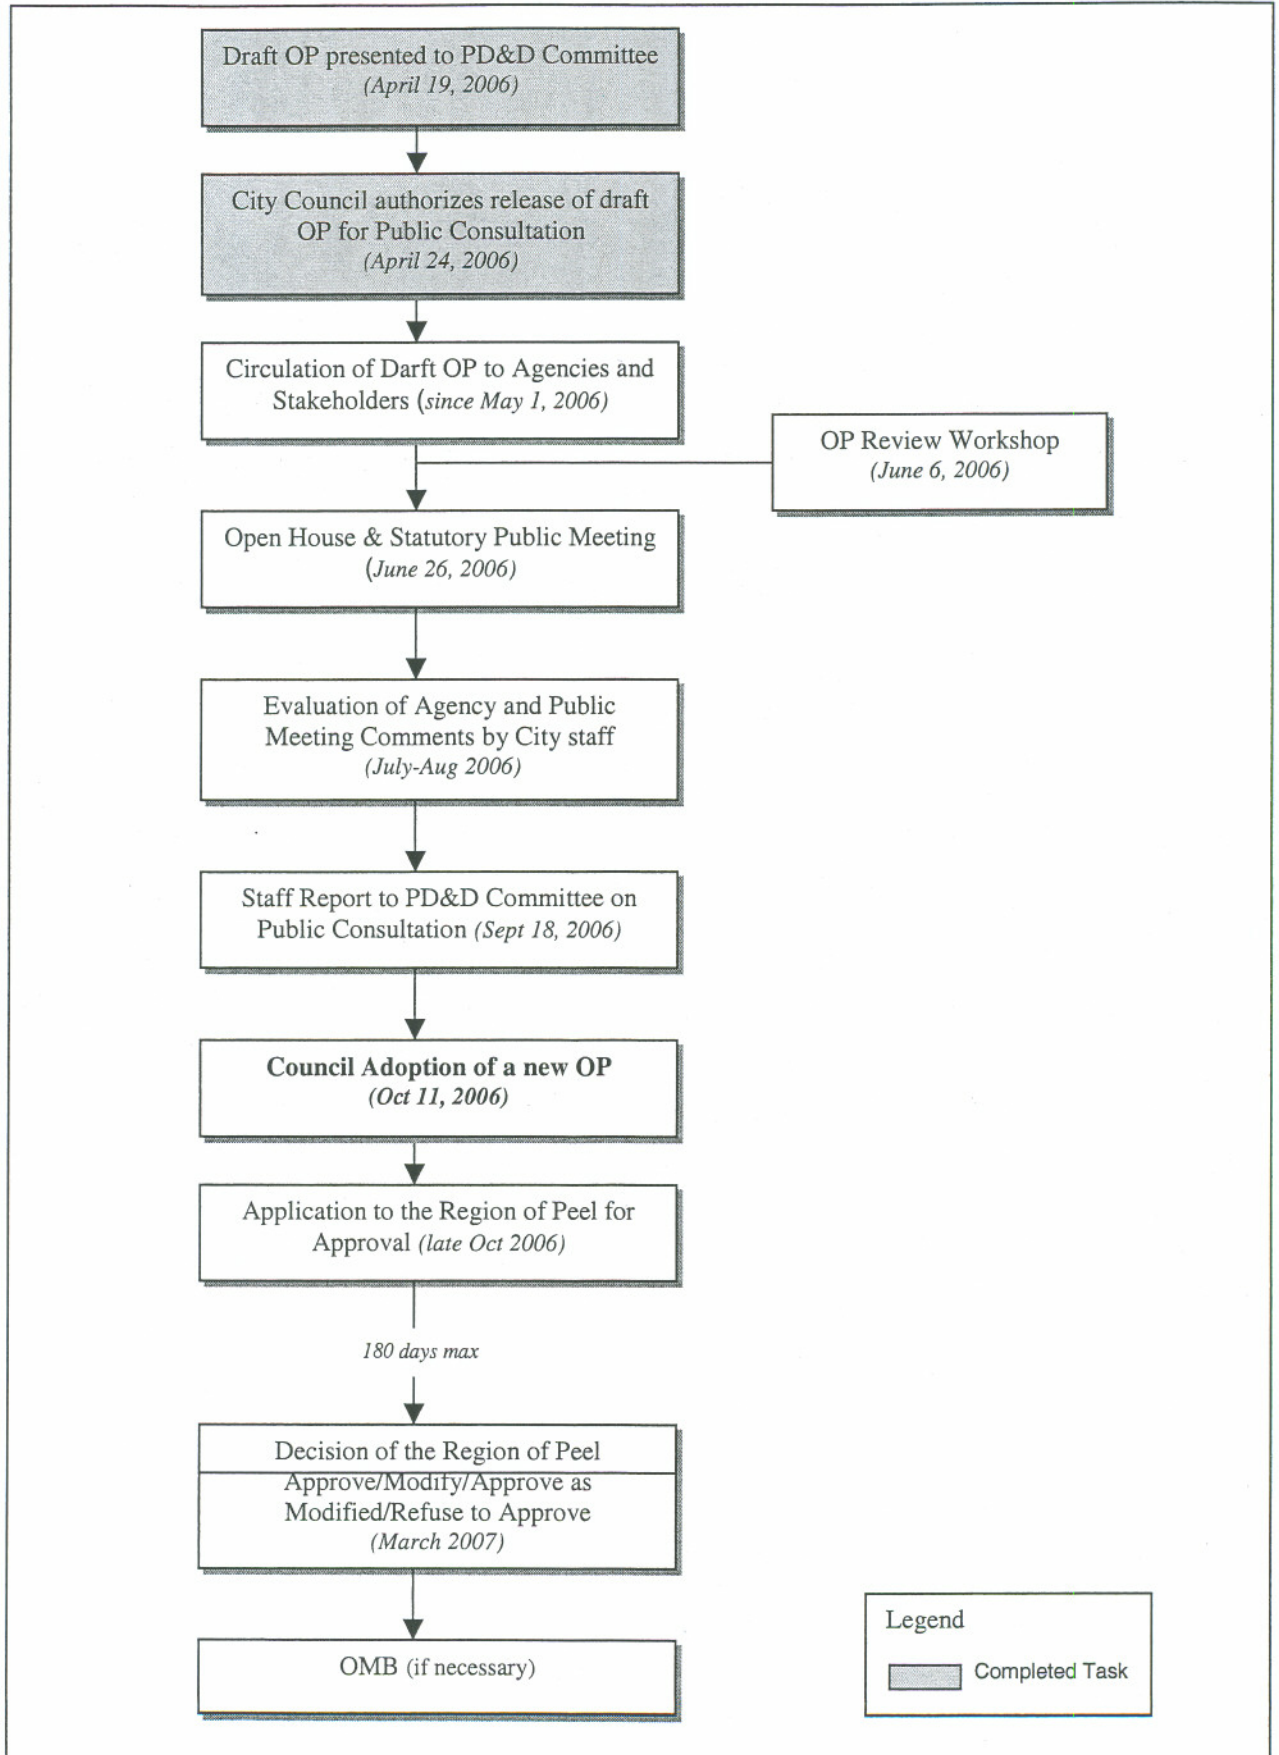 Draft OP presented to PD&D Committee
(April 19, 2006)
City Council authorizes release of draft
OP for Public Consultation
(April 24, 2006)
Circulation of Darft OP to Agencies and
Stakeholders (since May 1, 2006)
OP Review Workshop
(June 6, 2006)
Open House & Statutory Public Meeting
(June 26, 2006)
Evaluation of Agency and Public
Meeting Comments by City staff
(July-Aug 2006)
Staff Report to PD&D Committee on
Public Consultation (Sept 18, 2006)
Council Adoption of a new OP
(Oct 11, 2006)
Application to the Region of Peel for
Approval (late Oct 2006)
180 days max
Decision of the Region of Peel
Approve/Modify/Approve as
Modified/Refuse to Approve
(March 2007)
OMB (if necessary)
Legend
Completed Task